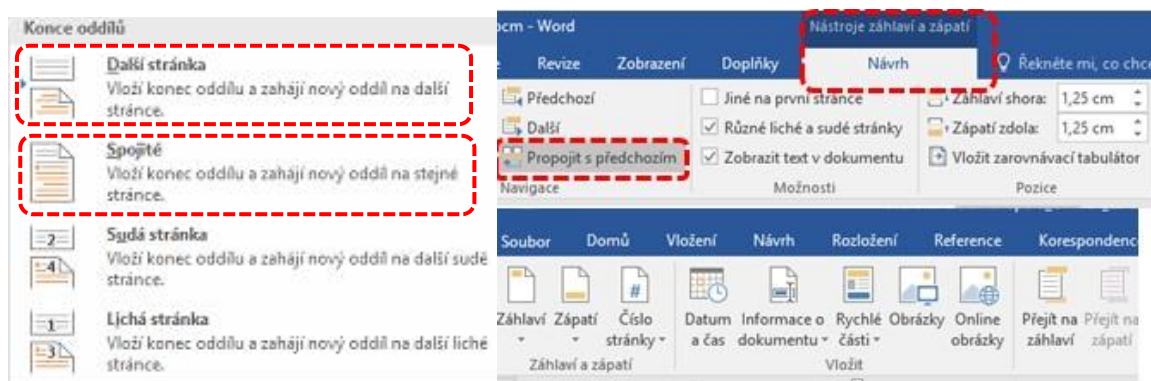 Konce oddílů
Další stránka
Vloží konec oddílu a zahájí nový oddíl na další
stránce.
Spojité
Vloží konec oddílu a zahájí nový oddíl na stejné
stránce.
Sudá stránka
Vloží konec oddílu a zahájí nový oddíl na další sudé
stránce.
Lichá stránka
Vloží konec oddílu a zahájí nový oddíl na další liché
stránce.
ocm - Word Nástroje záhlaví a zápatí
e Revize Zobrazení Doplňky Návrh Řekněte mi, co chce
Předchozí Jiné na první stránce Záhlaví shora: 1,25 cm
Další Různé liché a sudé stránky Zápatí zdola: 1,25 cm
Propojit s předchozím Zobrazit text v dokumentu Vložit zarovnávací tabulátor
Navigace Možnosti Pozice
Soubor Domů Vložení Návrh Rozložení Reference Korespondenc
Záhlaví Zápatí Číslo Datum Informace o Rychlé Obrázky Online Přejít na Přejít na
stránky a čas dokumentu části obrázky záhlaví zápatí
Záhlaví a zápatí Vložit